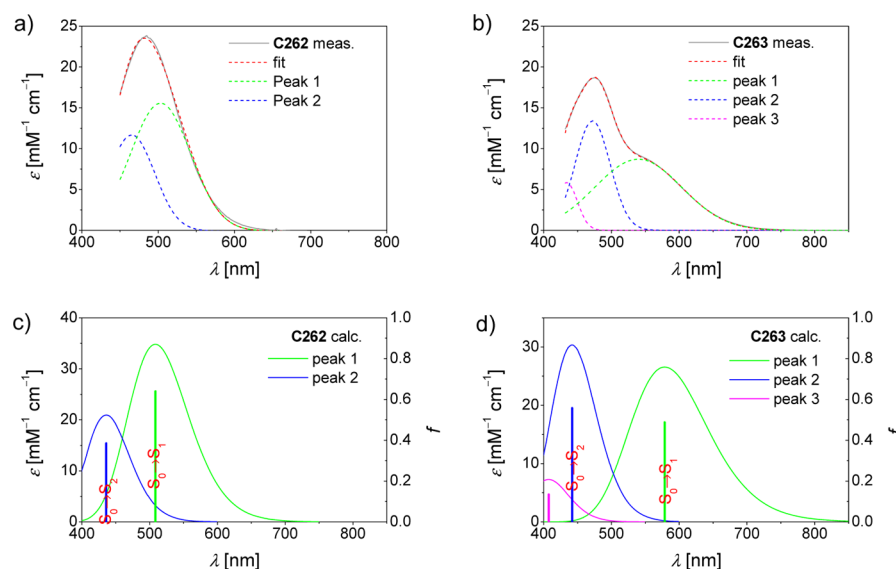 a)
C262 meas.
fit
Peak 1
Peak 2
ε [mM⁻¹ cm⁻¹]
25
20
15
10
5
0
400 500 600 700 800
λ [nm]
b)
C263 meas.
fit
peak 1
peak 2
peak 3
ε [mM⁻¹ cm⁻¹]
25
20
15
10
5
0
400 500 600 700 800
λ [nm]
c)
C262 calc.
peak 1
peak 2
ε [mM⁻¹ cm⁻¹]
40
30
20
10
0
1.0
0.8
0.6
0.4
0.2
0.0
f
S₀→S₂
S₀→S₁
400 500 600 700 800
λ [nm]
d)
C263 calc.
peak 1
peak 2
peak 3
ε [mM⁻¹ cm⁻¹]
35
30
25
20
15
10
5
0
1.0
0.8
0.6
0.4
0.2
0.0
f
S₀→S₂
S₀→S₁
400 500 600 700 800
λ [nm]